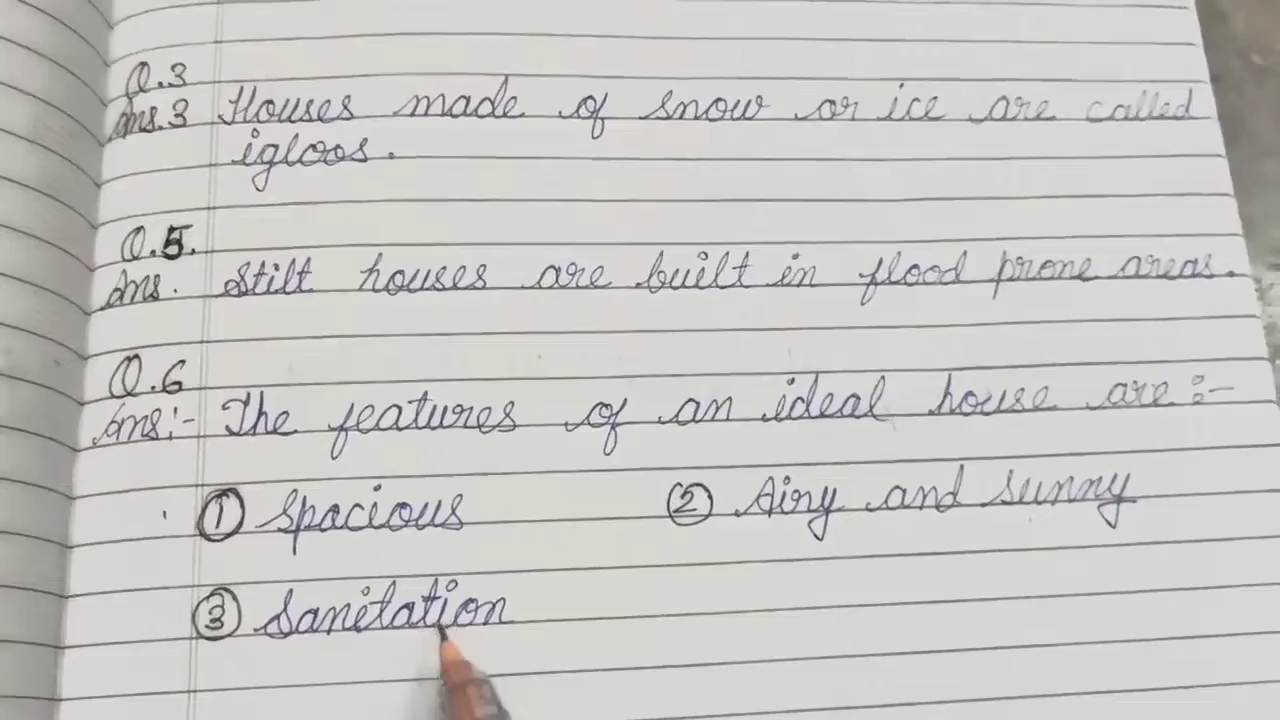 Q.3
Ans.3 Houses made of snow or ice are called
igloos.
Q.5.
Ans. Stilt houses are built in flood prone areas.
Q.6
Ans:- The features of an ideal house are:-
① Spacious ② Airy and sunny
③ Sanitation